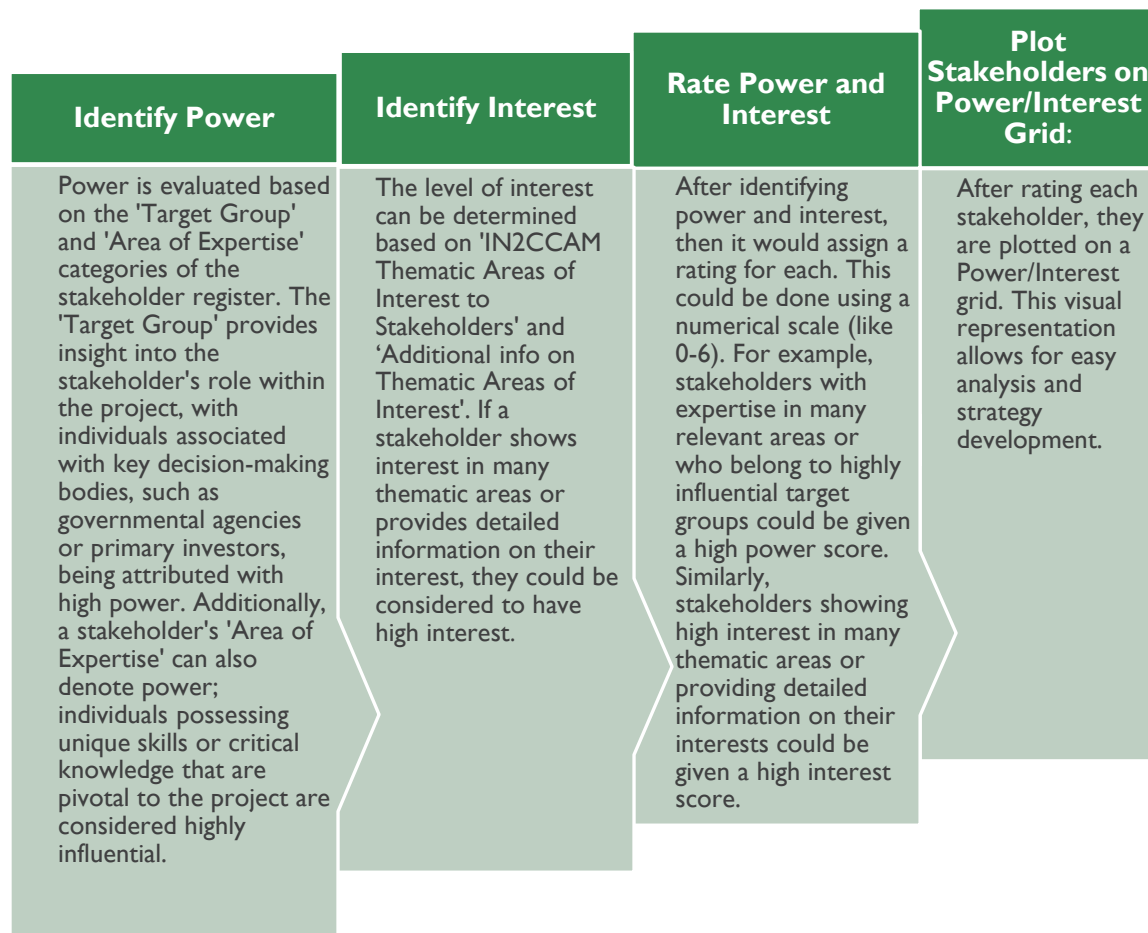 Identify Power
Power is evaluated based
on the 'Target Group'
and 'Area of Expertise'
categories of the
stakeholder register. The
'Target Group' provides
insight into the
stakeholder's role within
the project, with
individuals associated
with key decision-making
bodies, such as
governmental agencies
or primary investors,
being attributed with
high power. Additionally,
a stakeholder's 'Area of
Expertise' can also
denote power;
individuals possessing
unique skills or critical
knowledge that are
pivotal to the project are
considered highly
influential.
Identify Interest
The level of interest
can be determined
based on 'IN2CCAM
Thematic Areas of
Interest to
Stakeholders' and
‘Additional info on
Thematic Areas of
Interest'. If a
stakeholder shows
interest in many
thematic areas or
provides detailed
information on their
interest, they could be
considered to have
high interest.
Rate Power and
Interest
After identifying
power and interest,
then it would assign a
rating for each. This
could be done using a
numerical scale (like
0-6). For example,
stakeholders with
expertise in many
relevant areas or
who belong to highly
influential target
groups could be given
a high power score.
Similarly,
stakeholders showing
high interest in many
thematic areas or
providing detailed
information on their
interests could be
given a high interest
score.
Plot
Stakeholders on
Power/Interest
Grid:
After rating each
stakeholder, they
are plotted on a
Power/Interest
grid. This visual
representation
allows for easy
analysis and
strategy
development.